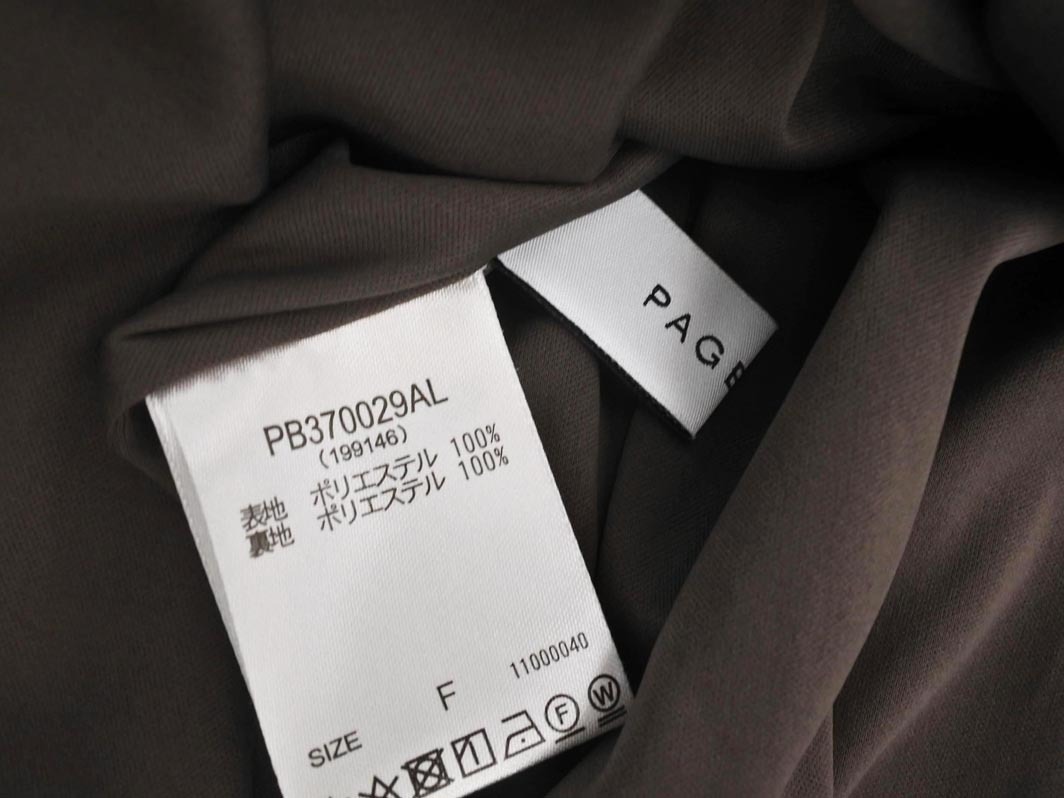 PB370029AL
(199146)
表地 ポリエステル 100%
裏地 ポリエステル 100%
11000040
SIZE F
F W
PAGE